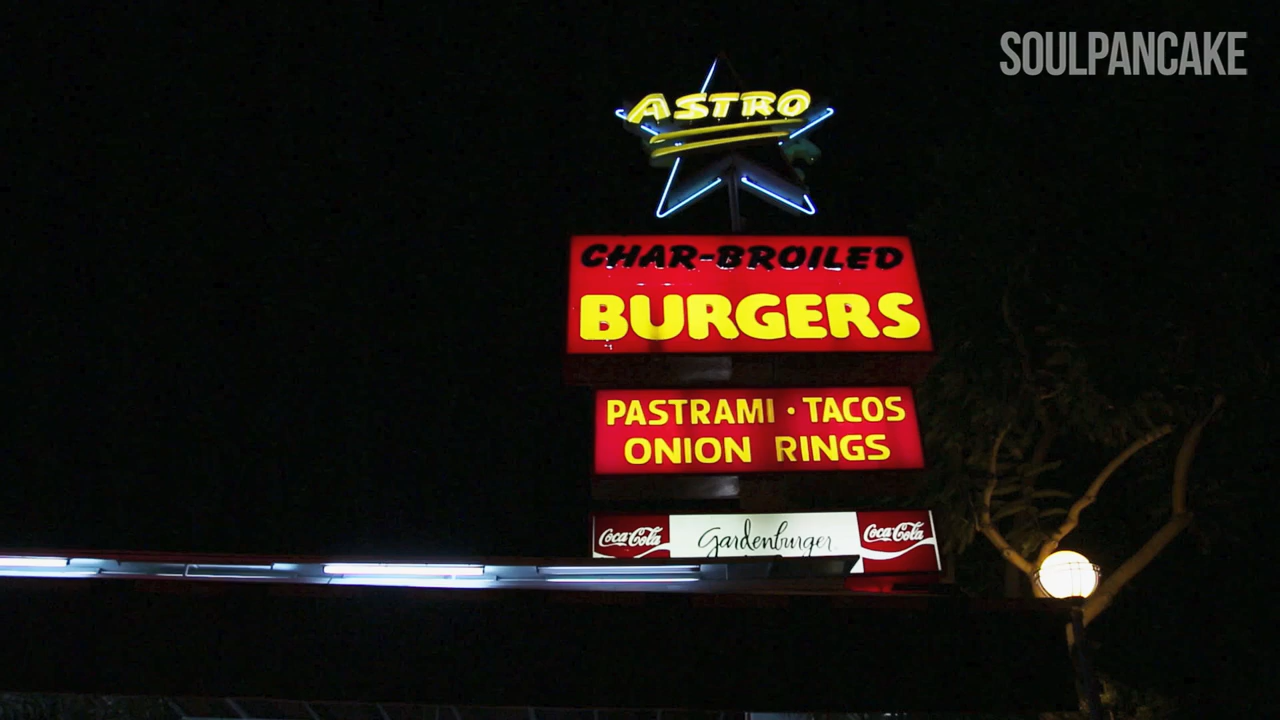 SOULPANCAKE
ASTRO
CHAR-BROILED
BURGERS
PASTRAMI · TACOS
ONION RINGS
Coca-Cola Gardenburger Coca-Cola